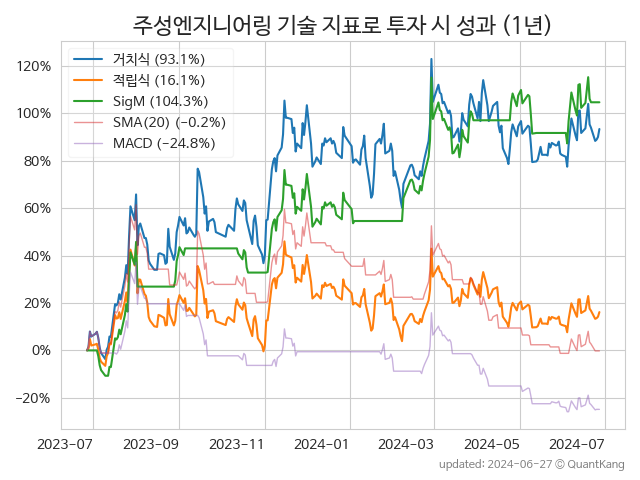 주성엔지니어링 기술 지표로 투자 시 성과 (1년)
거치식 (93.1%)
적립식 (16.1%)
SigM (104.3%)
SMA(20) (−0.2%)
MACD (−24.8%)
120%
100%
80%
60%
40%
20%
0%
−20%
2023-07 2023-09 2023-11 2024-01 2024-03 2024-05 2024-07
updated: 2024-06-27 ⓒ QuantKang